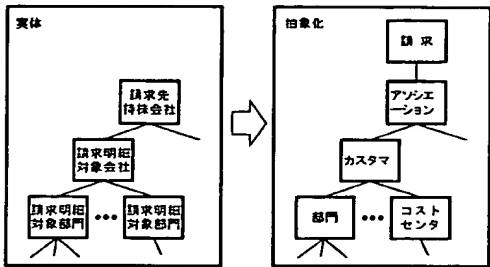 実体
請求先
持株会社
請求明細
対象会社
請求明細
対象部門
•••
請求明細
対象部門
抽象化
請求
アソシエ
ーション
カスタマ
部門
•••
コスト
センタ